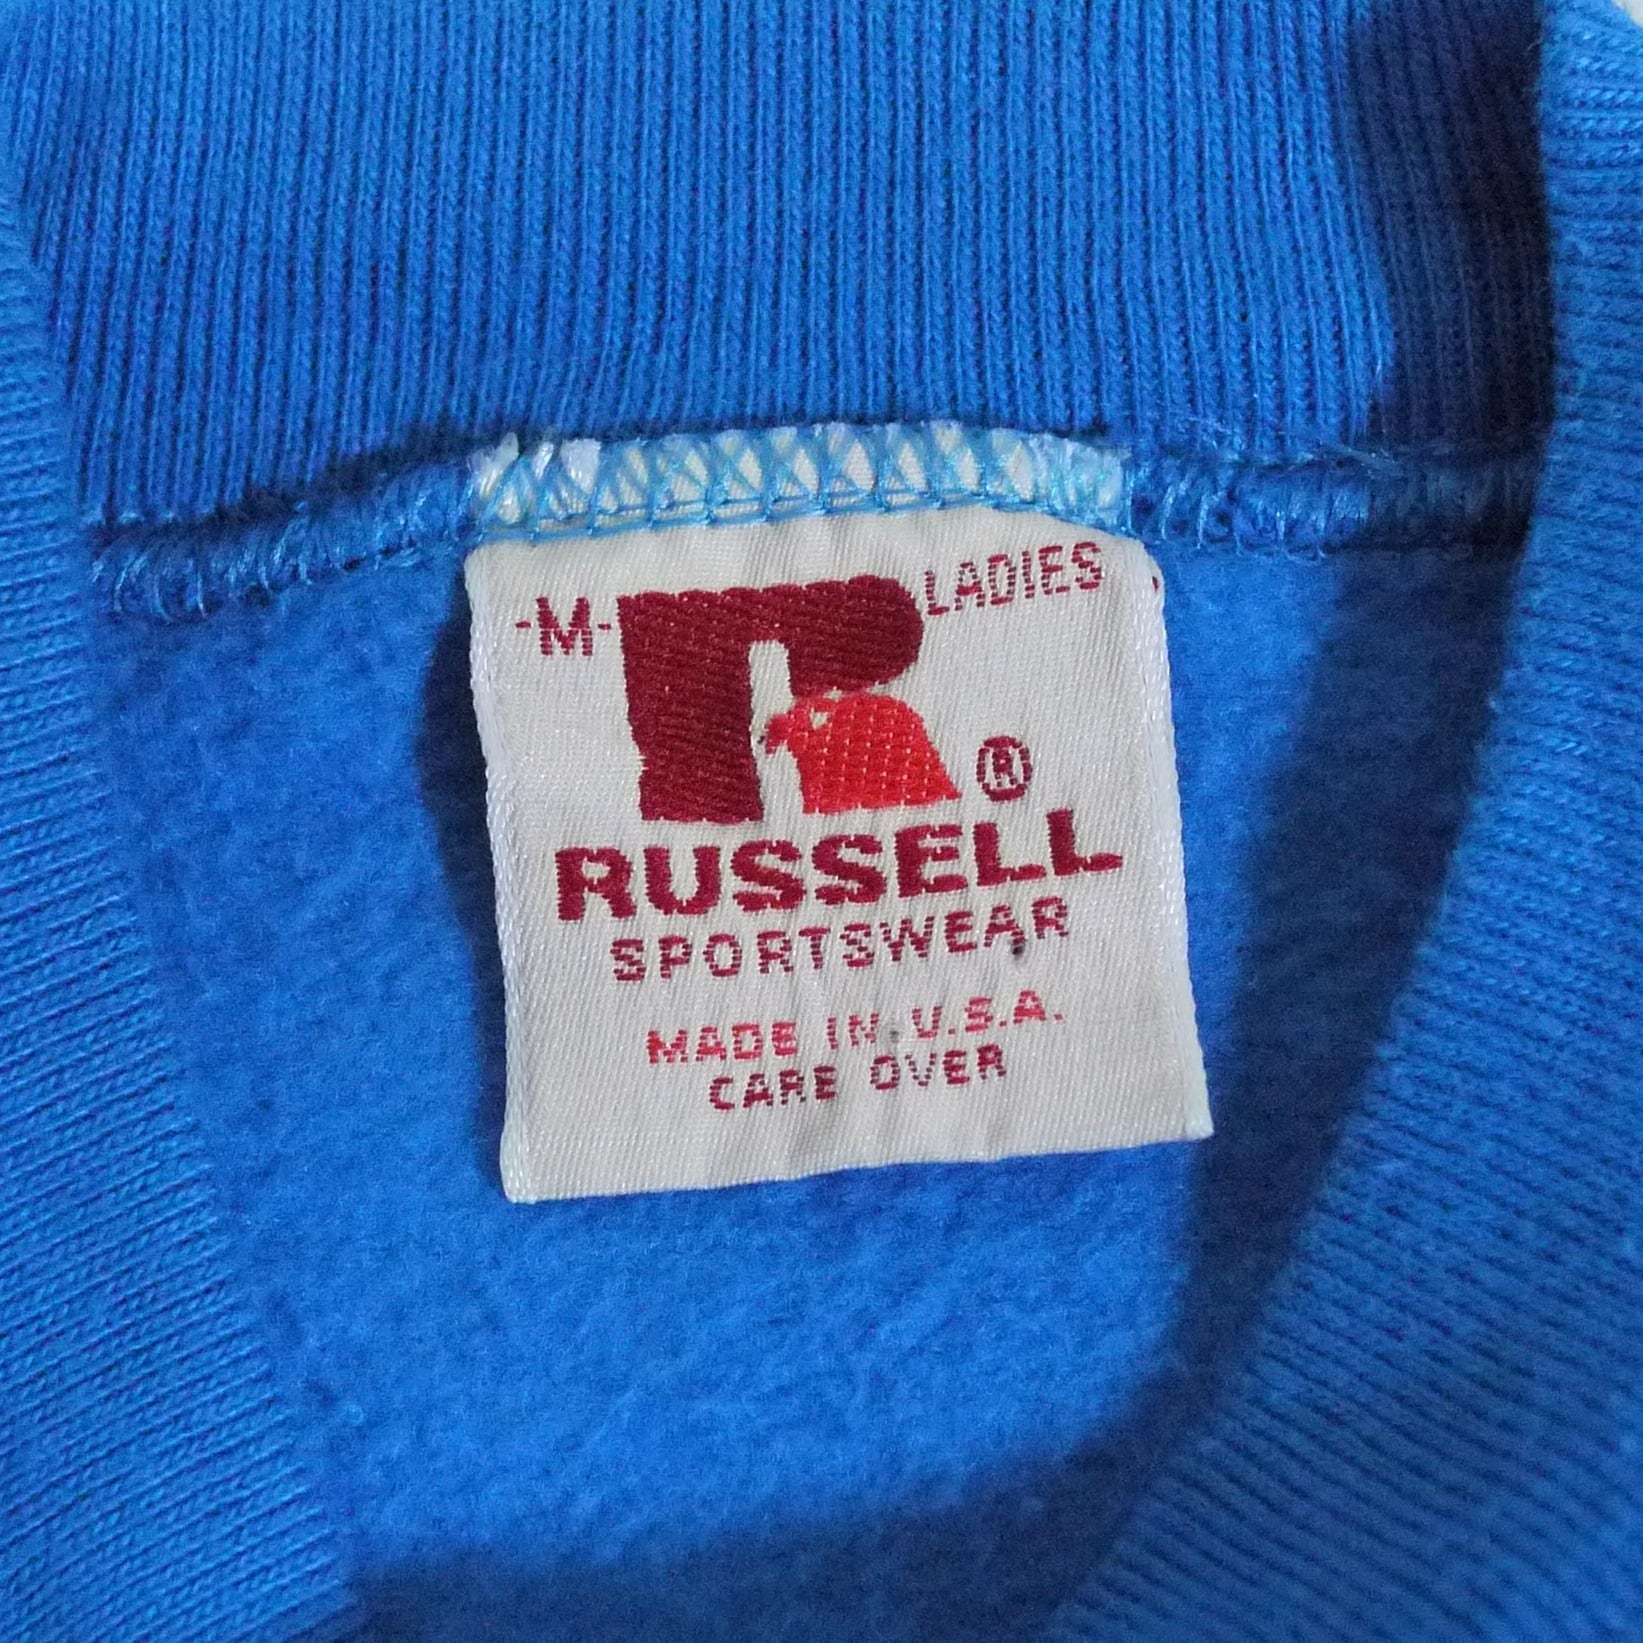 -M- R LADIES
®
RUSSELL
SPORTSWEAR
MADE IN U.S.A.
CARE OVER